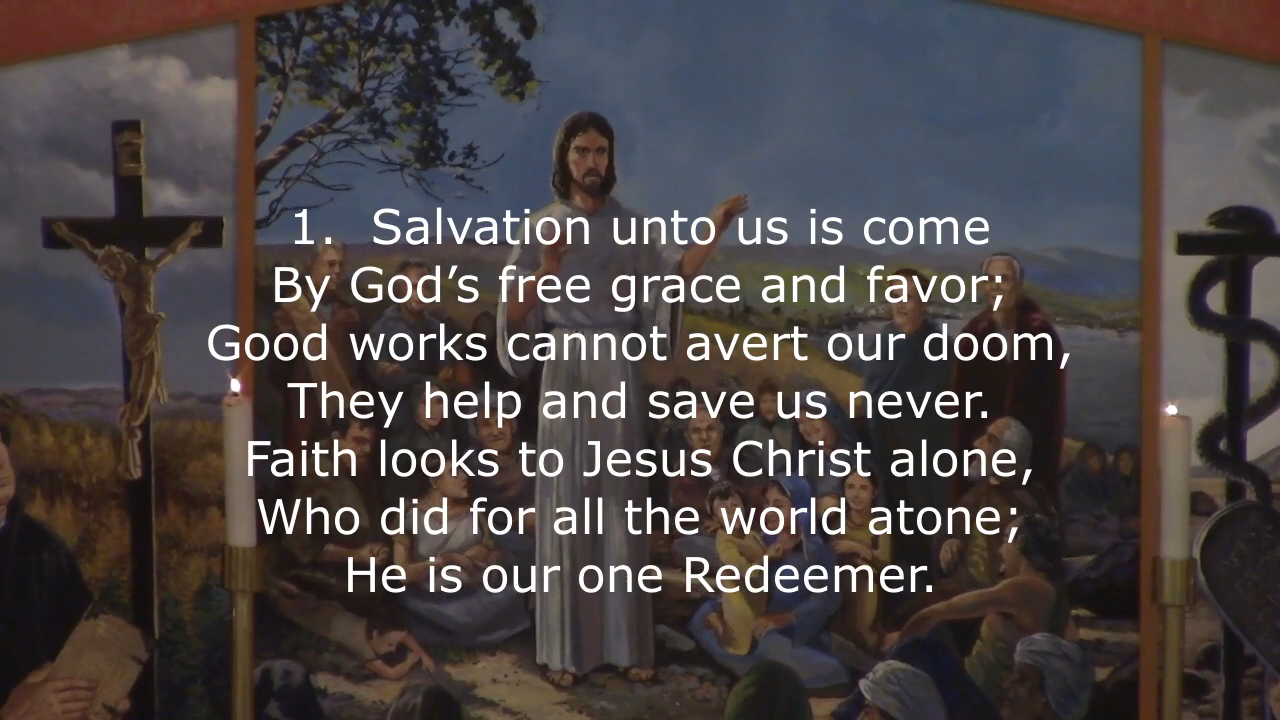 1.  Salvation unto us is come
By God’s free grace and favor;
Good works cannot avert our doom,
They help and save us never.
Faith looks to Jesus Christ alone,
Who did for all the world atone;
He is our one Redeemer.